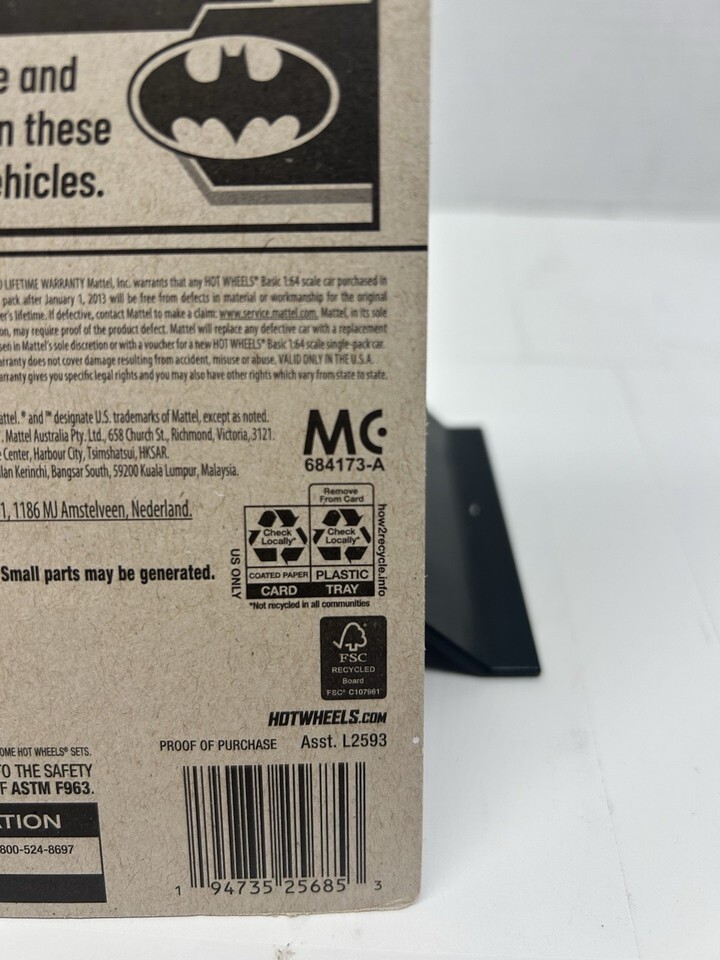 e and
n these
ehicles.
D LIFETIME WARRANTY Mattel, Inc. warrants that any HOT WHEELS® Basic 1:64 scale car purchased in
pack after January 1, 2013 will be free from defects in material or workmanship for the original
er's lifetime. If defective, contact Mattel to make a claim: www.service.mattel.com. Mattel, in its sole
on, may require proof of the product defect. Mattel will replace any defective car with a replacement
sen in Mattel's sole discretion or with a voucher for a new HOT WHEELS® Basic 1:64 scale single-pack car.
arranty does not cover damage resulting from accident, misuse or abuse. VALID ONLY IN THE U.S.A.
arranty gives you specific legal rights and you may also have other rights which vary from state to state.
attel. ® and ™ designate U.S. trademarks of Mattel, except as noted.
Mattel Australia Pty. Ltd., 658 Church St., Richmond, Victoria, 3121.
e Center, Harbour City, Tsimshatsui, HKSAR.
lan Kerinchi, Bangsar South, 59200 Kuala Lumpur, Malaysia.
MC
684173-A
1, 1186 MJ Amstelveen, Nederland.
Remove
From Card
Check
Locally*
Check
Locally*
COATED PAPER
PLASTIC
CARD
TRAY
US ONLY
how2recycle.info
*Not recycled in all communities
Small parts may be generated.
FSC
RECYCLED
Board
FSC® C107661
HOTWHEELS.COM
PROOF OF PURCHASE Asst. L2593
OME HOT WHEELS® SETS.
O THE SAFETY
F ASTM F963.
TION
800-524-8697
1 94735 25685 3